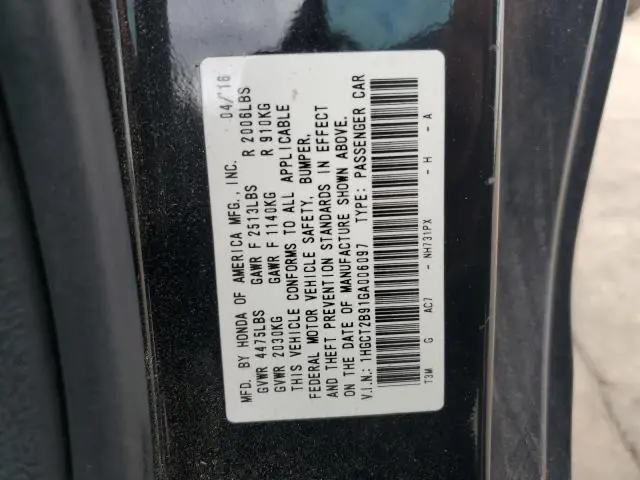 MFD. BY HONDA OF AMERICA MFG., INC. 04/16
GVWR 4475LBS GAWR F 2513LBS R 2006LBS
GVWR 2030KG GAWR F 1140KG R 910KG
THIS VEHICLE CONFORMS TO ALL APPLICABLE
FEDERAL MOTOR VEHICLE SAFETY, BUMPER,
AND THEFT PREVENTION STANDARDS IN EFFECT
ON THE DATE OF MANUFACTURE SHOWN ABOVE.
V.I.N.: 1HGCT2B91GA006097 TYPE: PASSENGER CAR
T3M G AC7 - NH731PX - H - A